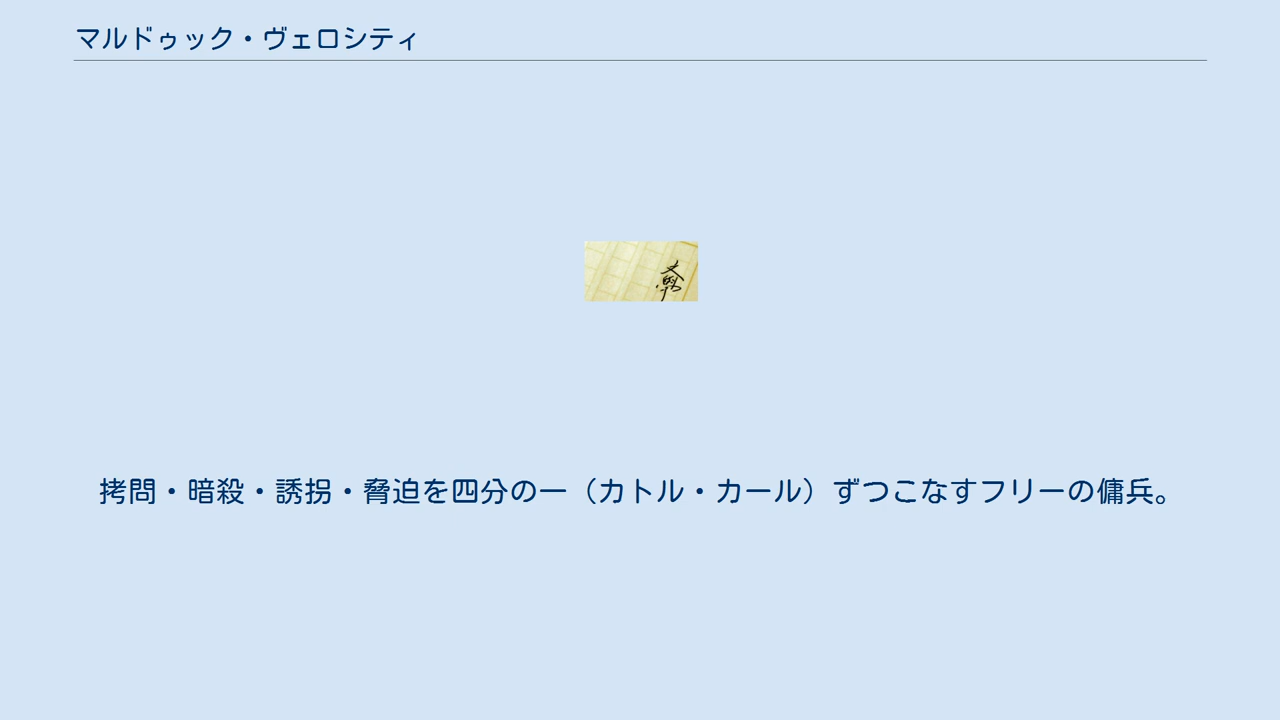 マルドゥック・ヴェロシティ
拷問・暗殺・誘拐・脅迫を四分の一（カトル・カール）ずつこなすフリーの傭兵。